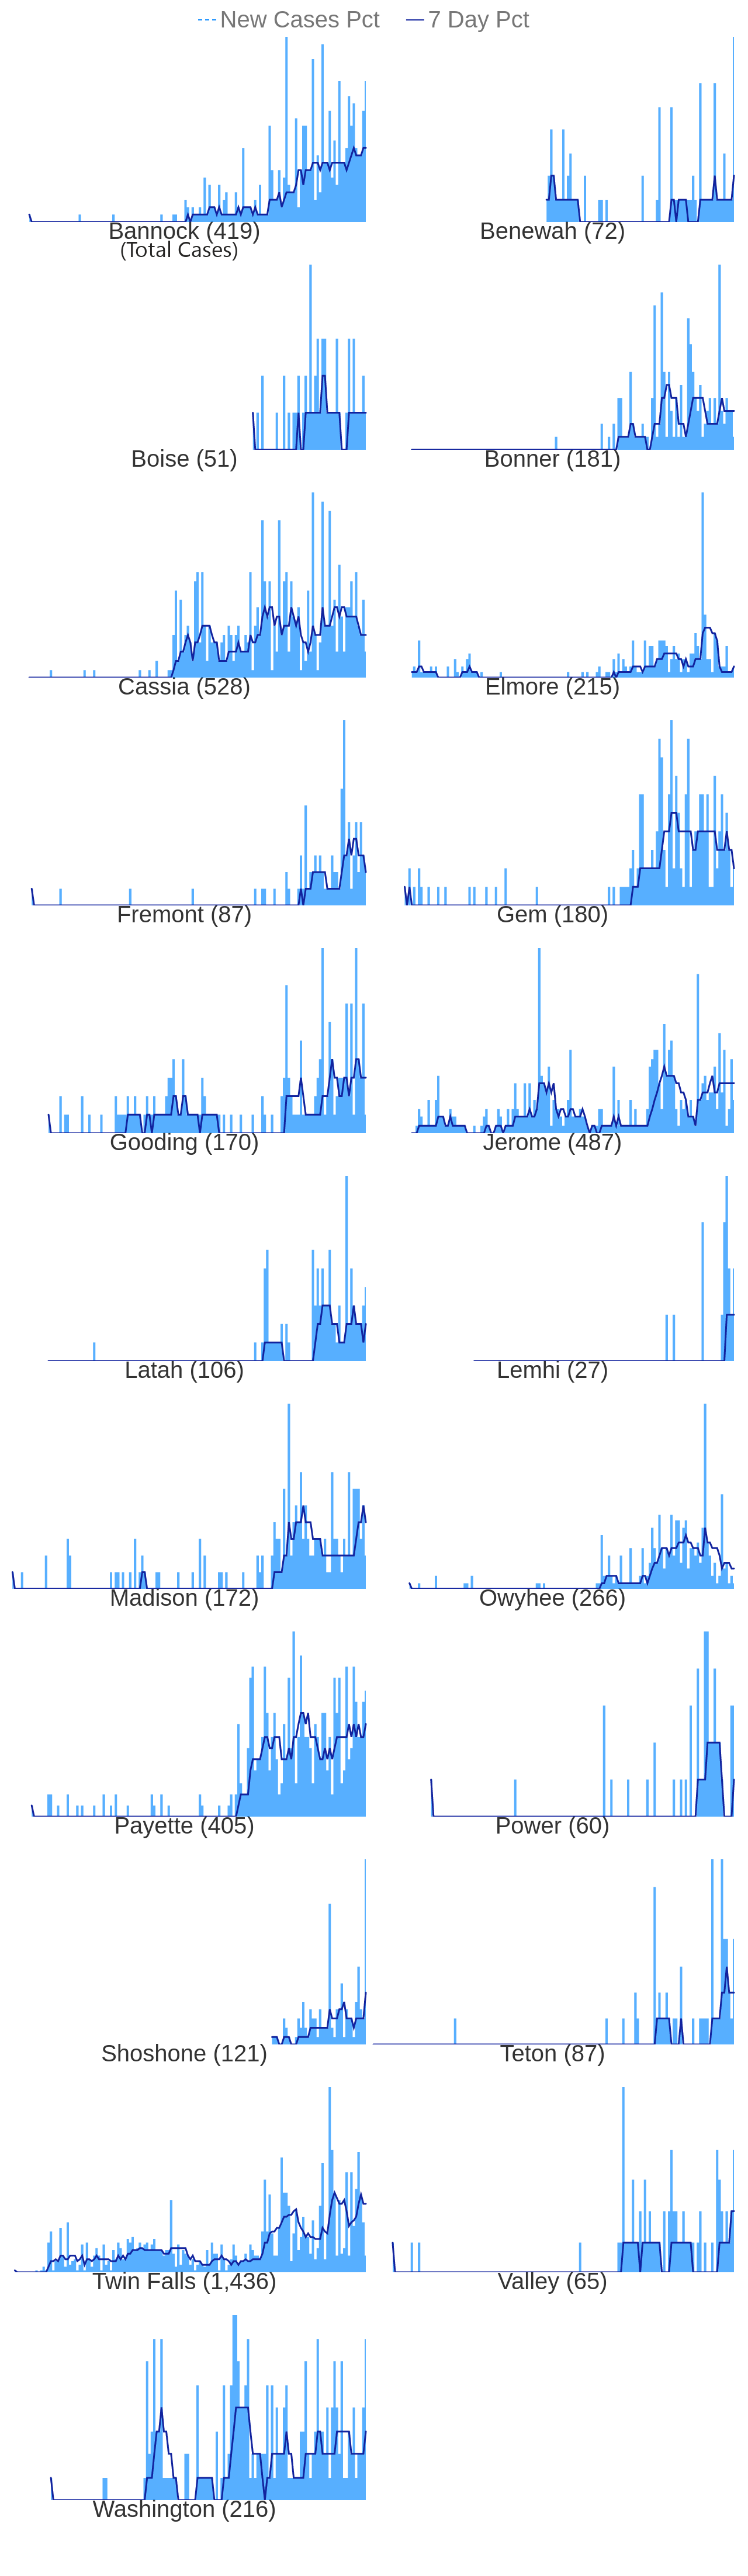 New Cases Pct 7 Day Pct
Bannock (419) Benewah (72)
(Total Cases)
Boise (51) Bonner (181)
Cassia (528) Elmore (215)
Fremont (87) Gem (180)
Gooding (170) Jerome (487)
Latah (106) Lemhi (27)
Madison (172) Owyhee (266)
Payette (405) Power (60)
Shoshone (121) Teton (87)
Twin Falls (1,436) Valley (65)
Washington (216)